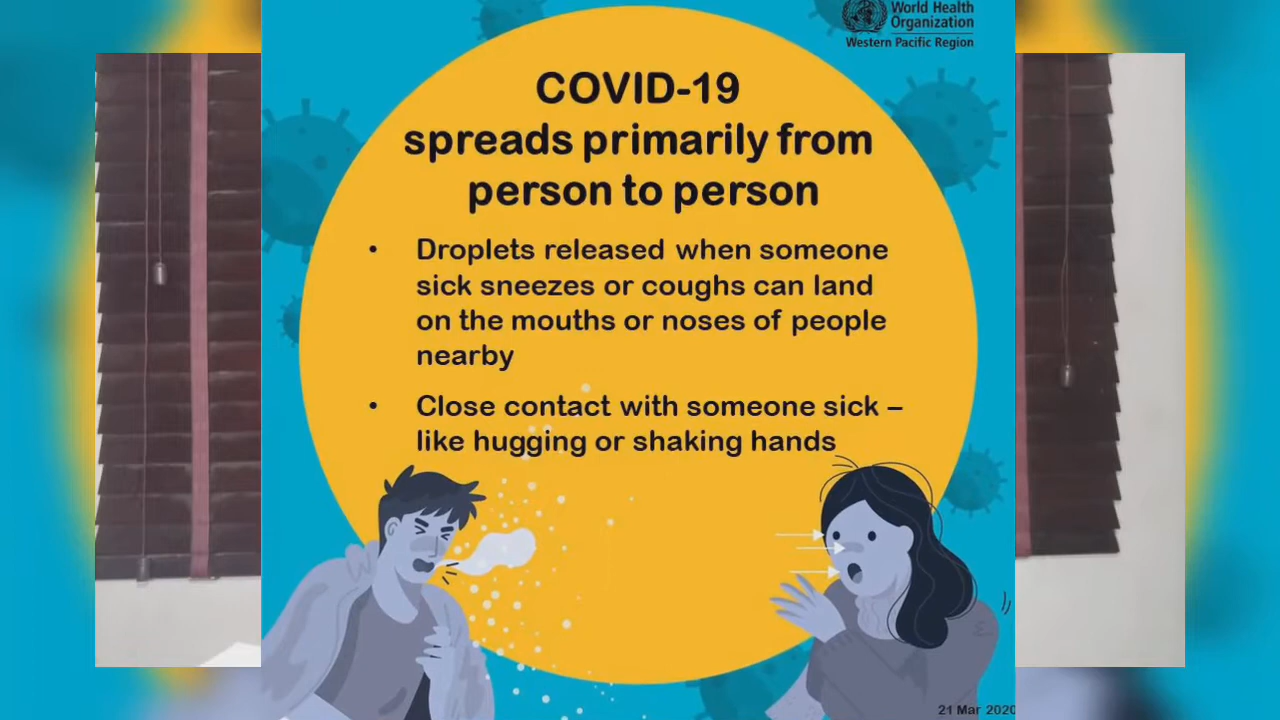 World Health
Organization
Western Pacific Region
COVID-19
spreads primarily from
person to person
• Droplets released when someone
sick sneezes or coughs can land
on the mouths or noses of people
nearby
• Close contact with someone sick –
like hugging or shaking hands
21 Mar 2020